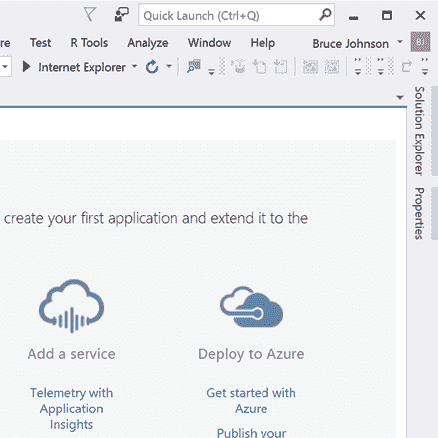 Quick Launch (Ctrl+Q)
re Test R Tools Analyze Window Help Bruce Johnson BJ
Internet Explorer
Solution Explorer
Properties
create your first application and extend it to the
Add a service Deploy to Azure
Telemetry with Get started with
Application Azure
Insights Publish your